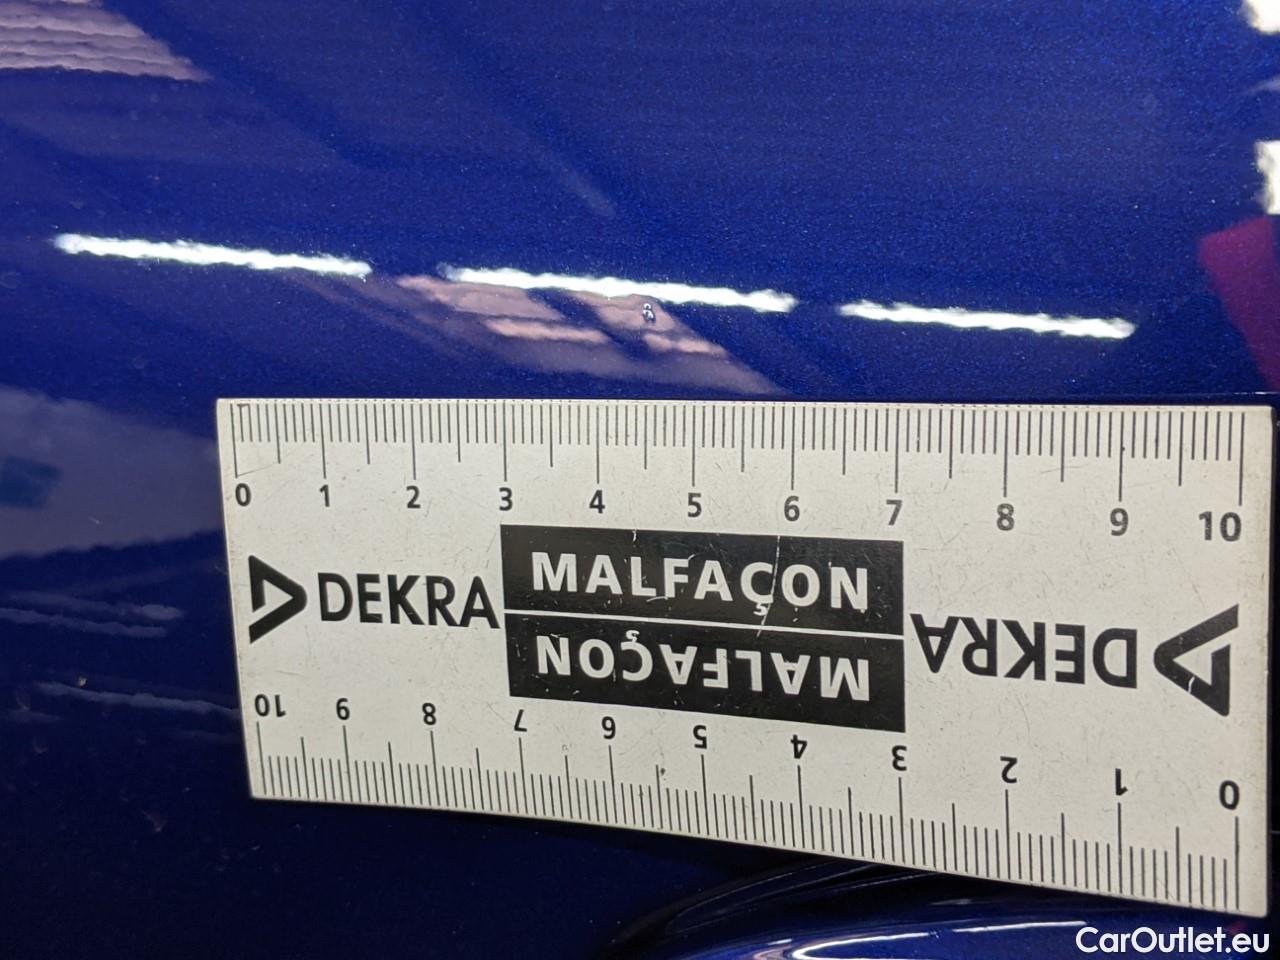 0 1 2 3 4 5 6 7 8 9 10
DEKRA MALFAÇON
MALFAÇON DEKRA
10 9 8 7 6 5 4 3 2 1 0
CarOutlet.eu